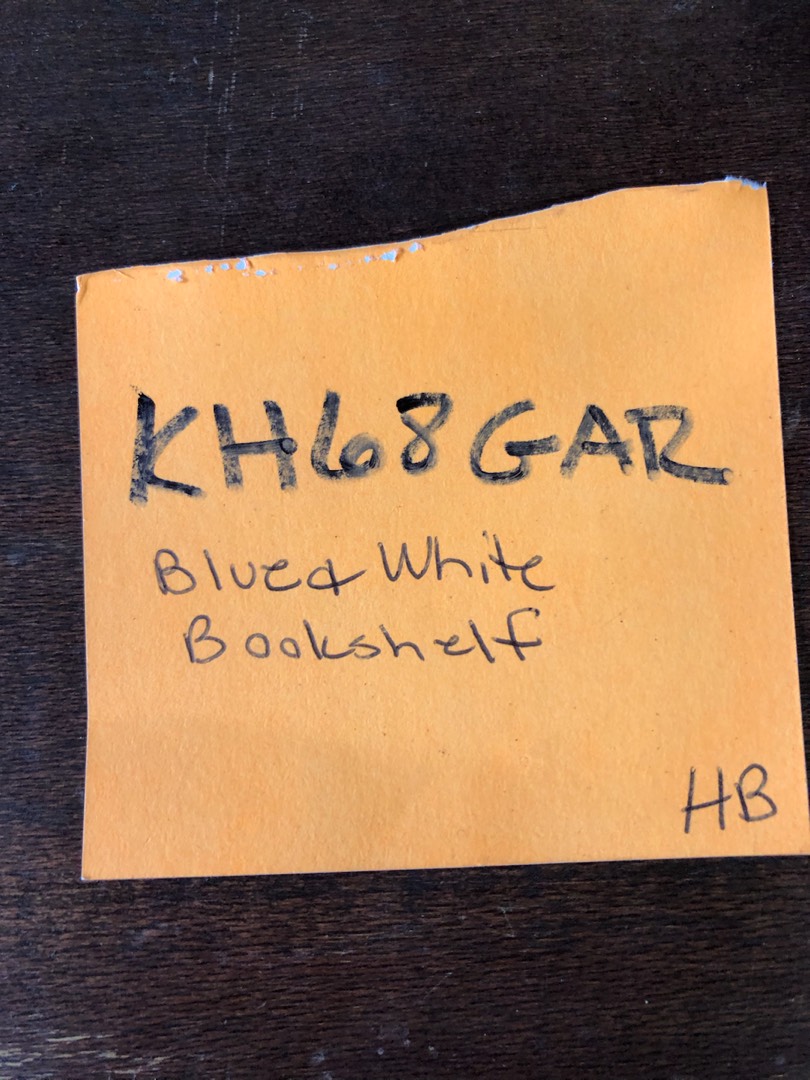 KH68GAR
Blue & White
Bookshelf
HB